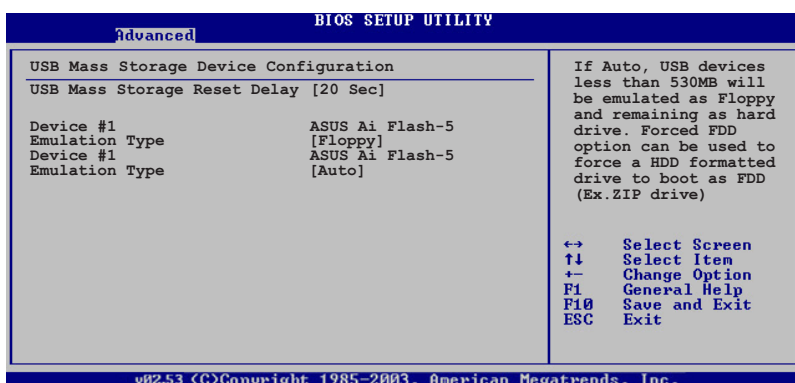 BIOS SETUP UTILITY
Advanced
USB Mass Storage Device Configuration
USB Mass Storage Reset Delay [20 Sec]
Device #1 ASUS Ai Flash-5
Emulation Type [Floppy]
Device #1 ASUS Ai Flash-5
Emulation Type [Auto]
If Auto, USB devices
less than 530MB will
be emulated as Floppy
and remaining as hard
drive. Forced FDD
option can be used to
force a HDD formatted
drive to boot as FDD
(Ex.ZIP drive)
←→ Select Screen
↑↓ Select Item
+- Change Option
F1 General Help
F10 Save and Exit
ESC Exit
v02.53 (C)Copyright 1985-2003, American Megatrends, Inc.